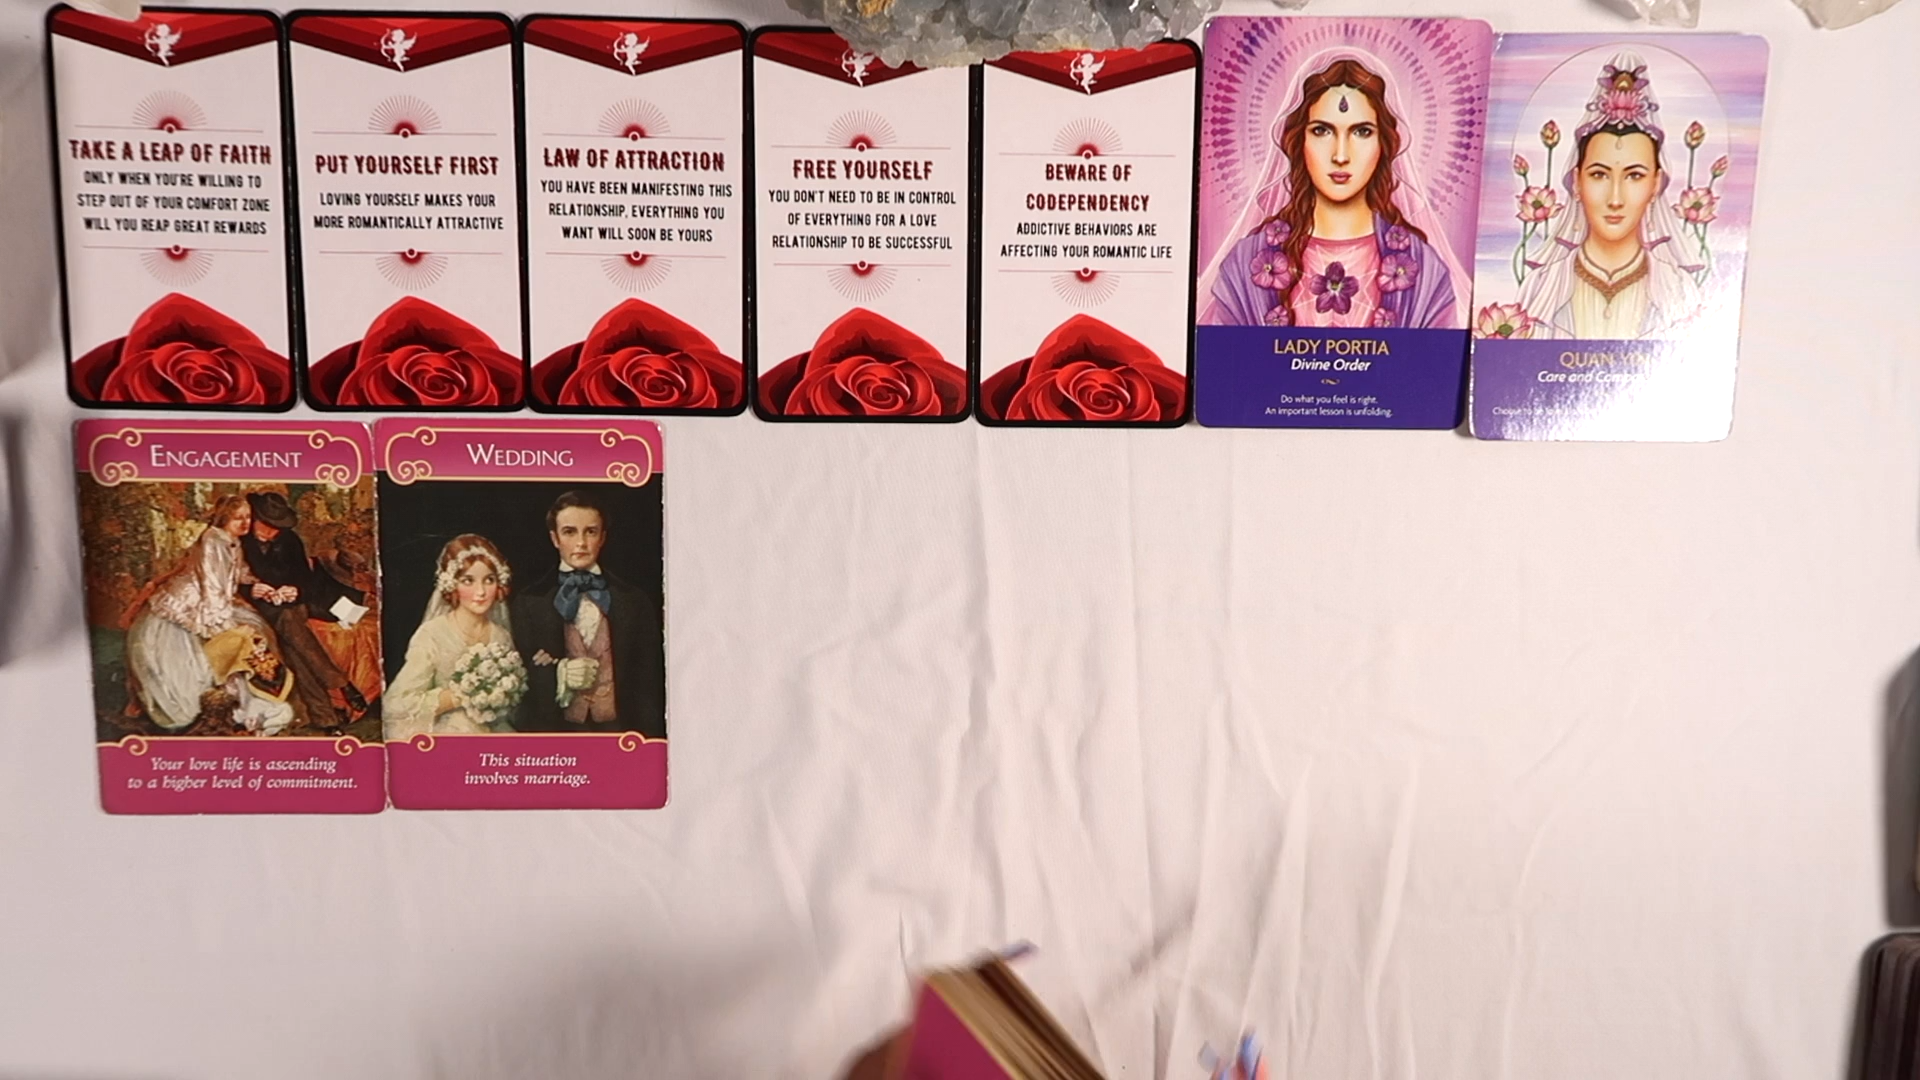 TAKE A LEAP OF FAITH
ONLY WHEN YOU'RE WILLING TO
STEP OUT OF YOUR COMFORT ZONE
WILL YOU REAP GREAT REWARDS
PUT YOURSELF FIRST
LOVING YOURSELF MAKES YOUR
MORE ROMANTICALLY ATTRACTIVE
LAW OF ATTRACTION
YOU HAVE BEEN MANIFESTING THIS
RELATIONSHIP, EVERYTHING YOU
WANT WILL SOON BE YOURS
FREE YOURSELF
YOU DON'T NEED TO BE IN CONTROL
OF EVERYTHING FOR A LOVE
RELATIONSHIP TO BE SUCCESSFUL
BEWARE OF
CODEPENDENCY
ADDICTIVE BEHAVIORS ARE
AFFECTING YOUR ROMANTIC LIFE
LADY PORTIA
Divine Order
Do what you feel is right.
An important lesson is unfolding.
QUAN
Care and
Choose to be
ENGAGEMENT
Your love life is ascending
to a higher level of commitment.
WEDDING
This situation
involves marriage.